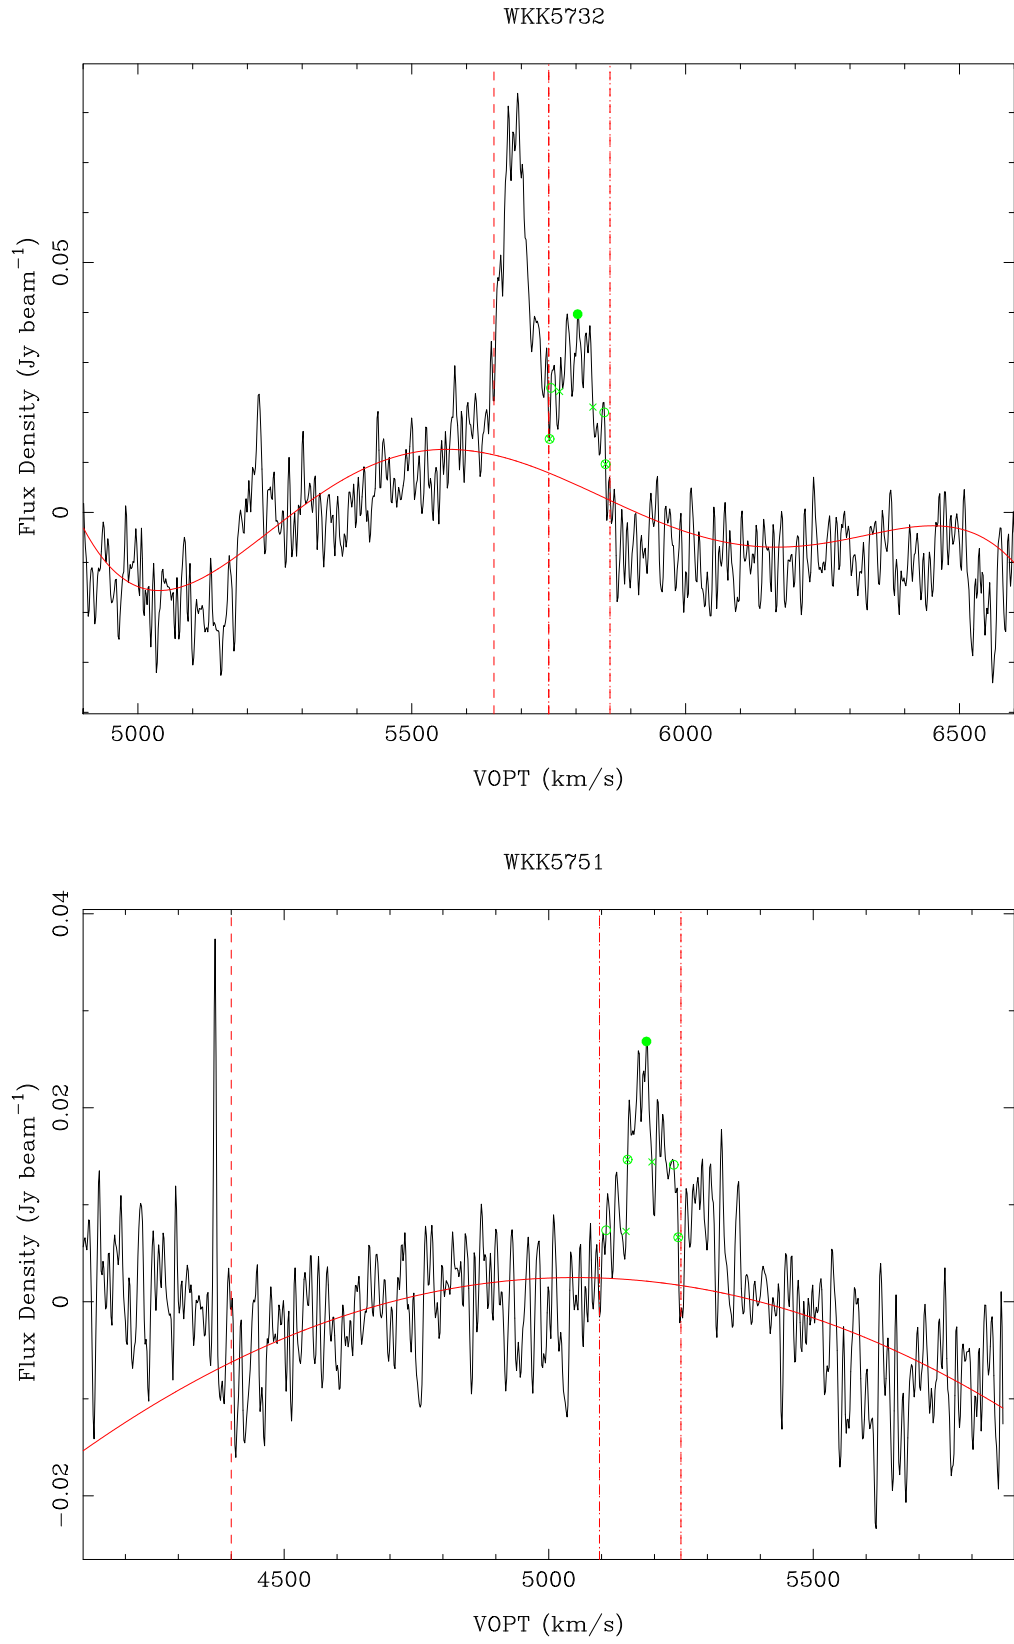 WKK5732
Flux Density (Jy beam⁻¹)
0.05
0
5000 5500 6000 6500
VOPT (km/s)
WKK5751
Flux Density (Jy beam⁻¹)
0.04
0.02
0
−0.02
4500 5000 5500
VOPT (km/s)